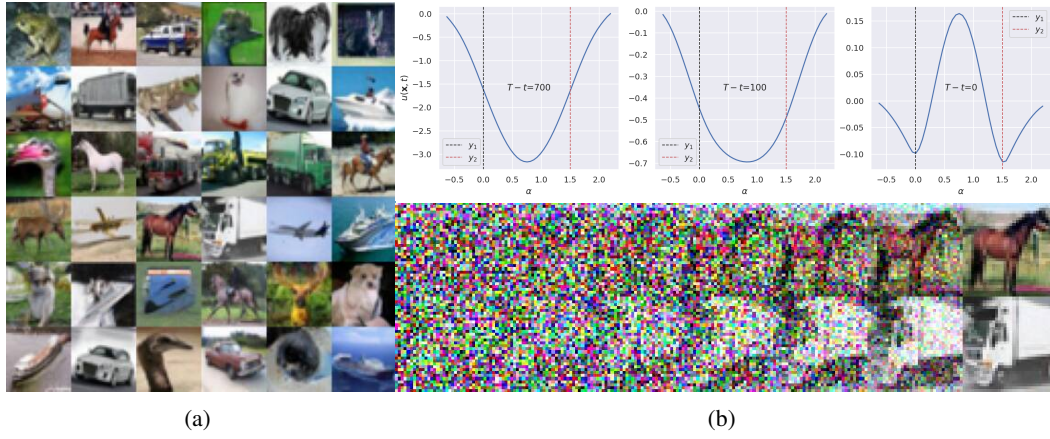 0.0
−0.5
−1.0
−1.5
−2.0
−2.5
−3.0
u(x, t)
T − t=700
y₁
y₂
−0.5 0.0 0.5 1.0 1.5 2.0
α
0.0
−0.1
−0.2
−0.3
−0.4
−0.5
−0.6
−0.7
T − t=100
y₁
y₂
−0.5 0.0 0.5 1.0 1.5 2.0
α
0.15
0.10
0.05
0.00
−0.05
−0.10
T − t=0
y₁
y₂
−0.5 0.0 0.5 1.0 1.5 2.0
α
(a)
(b)